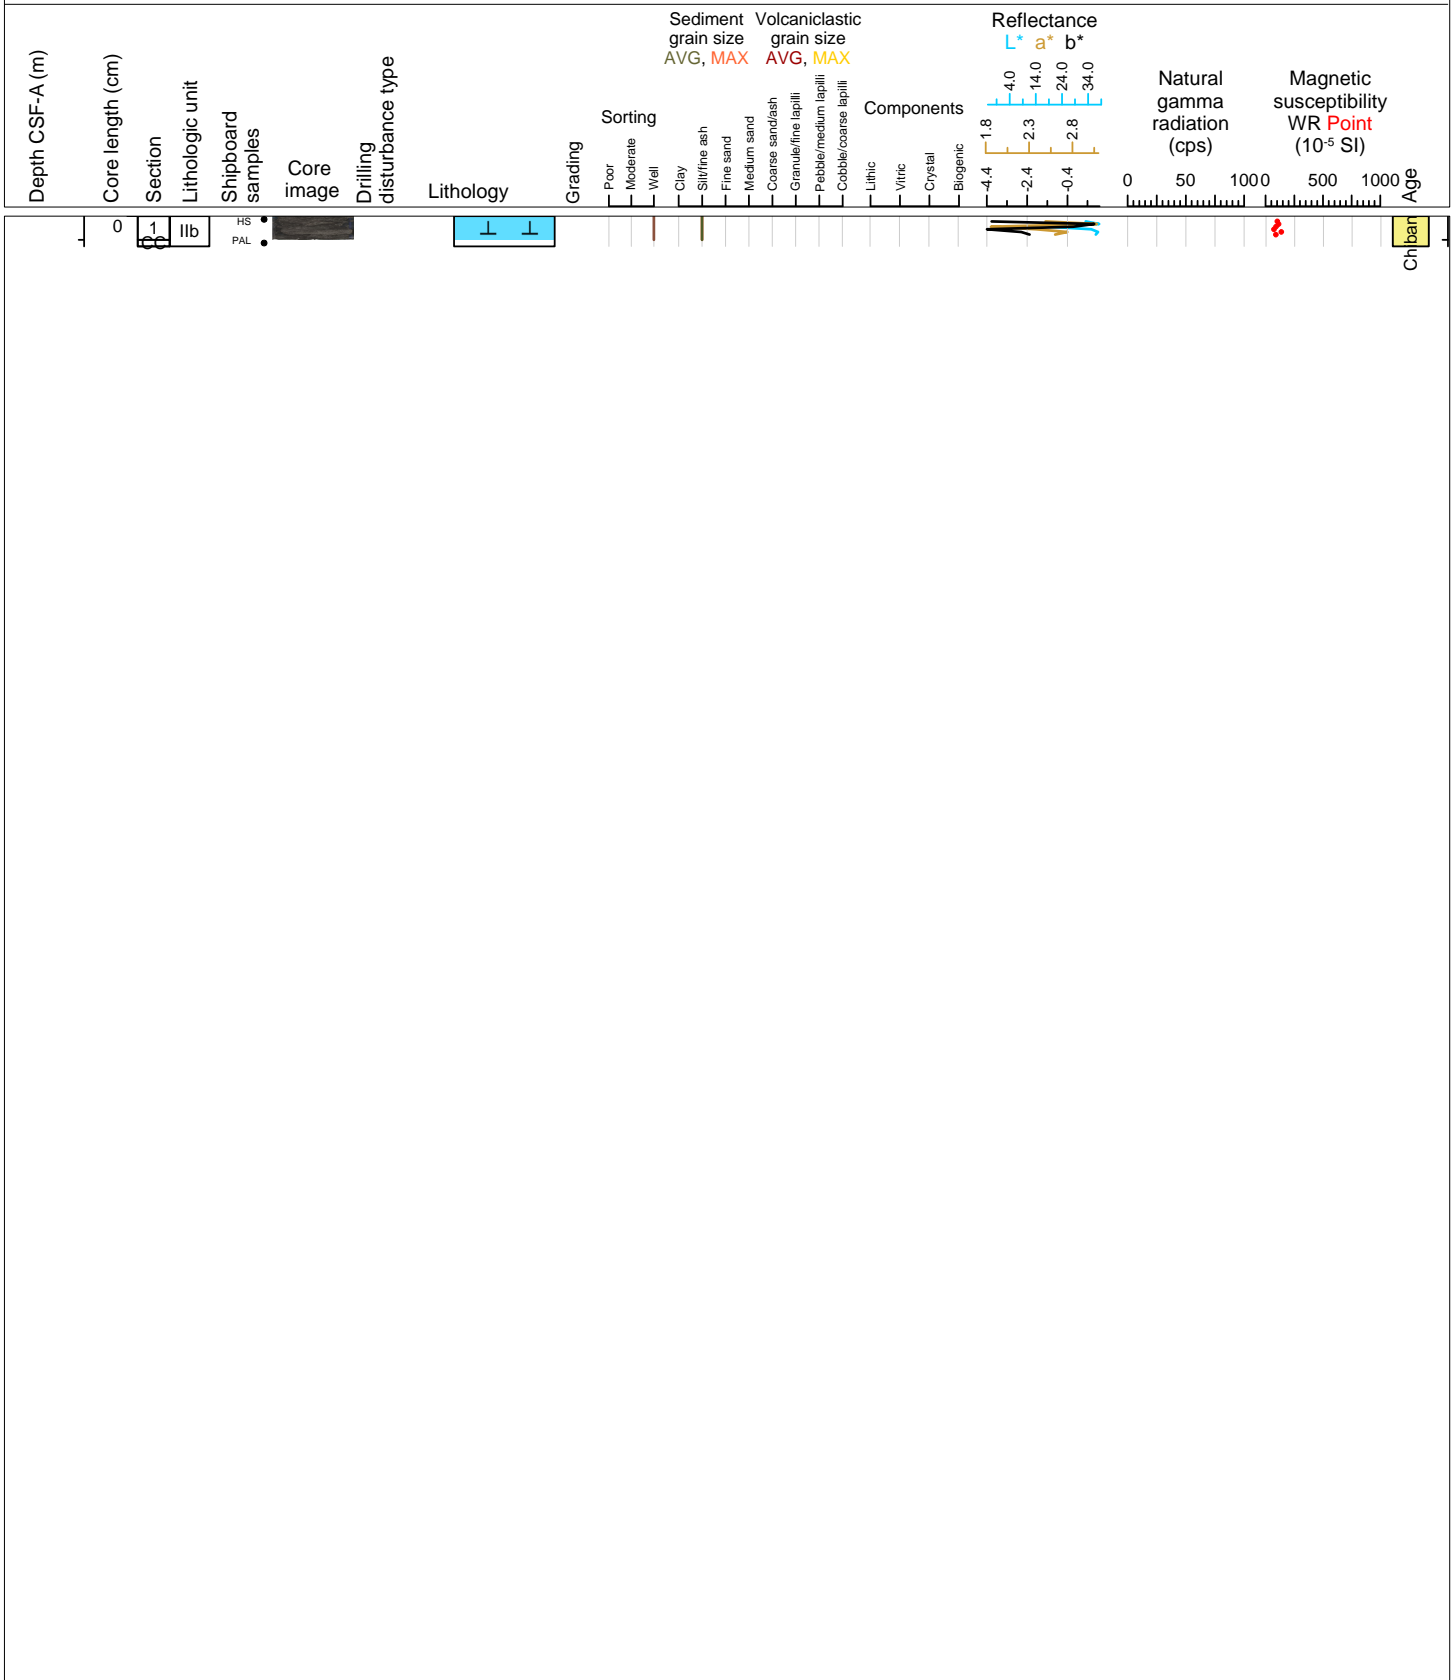 Depth CSF-A (m)
Core length (cm)
Section
Lithologic unit
Shipboard
samples
Core
image
Drilling
disturbance type
Lithology
Grading
Sorting
Poor
Moderate
Well
Sediment
grain size
AVG, MAX
Volcaniclastic
grain size
AVG, MAX
Clay
Silt/fine ash
Fine sand
Medium sand
Coarse sand/ash
Granule/fine lapilli
Pebble/medium lapilli
Cobble/coarse lapilli
Components
Lithic
Vitric
Crystal
Biogenic
Reflectance
L* a* b*
4.0 14.0 24.0 34.0
1.8 2.3 2.8
-4.4 -2.4 -0.4
Natural
gamma
radiation
(cps)
0 50 100
Magnetic
susceptibility
WR Point
(10⁻⁵ SI)
0 500 1000
Age
0
1
CC
IIb
HS
PAL
Chiban